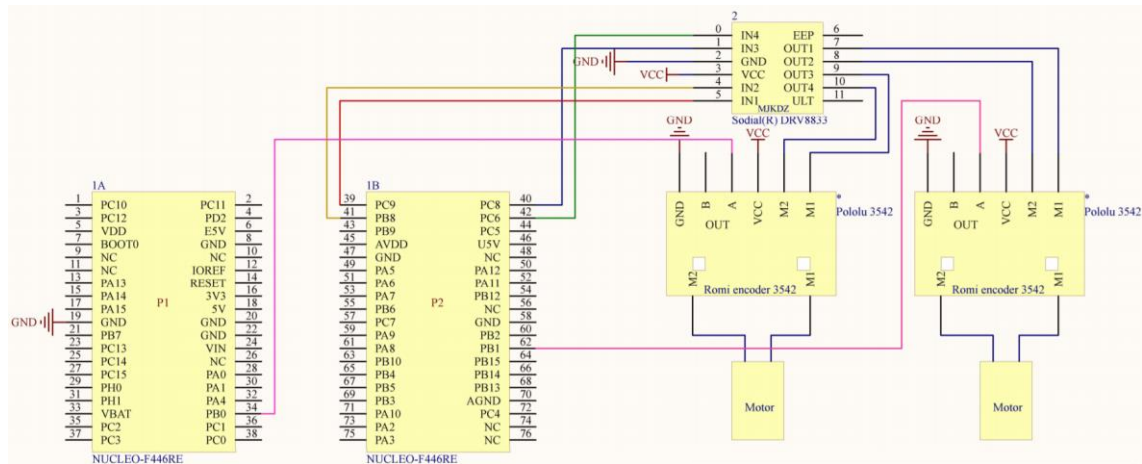 2
0 IN4 EEP 6
1 IN3 OUT1 7
GND 2 GND OUT2 8
VCC 3 VCC OUT3 9
4 IN2 OUT4 10
5 IN1 ULT 11
MJKDZ
Sodial(R) DRV8833
GND VCC GND VCC
1A
1 PC10 PC11 2
3 PC12 PD2 4
5 VDD E5V 6
7 BOOT0 GND 8
9 NC NC 10
11 NC IOREF 12
13 PA13 RESET 14
15 PA14 3V3 16
17 PA15 5V 18
GND 19 GND GND 20
21 PB7 GND 22
23 PC13 VIN 24
25 PC14 NC 26
27 PC15 PA0 28
29 PH0 PA1 30
31 PH1 PA4 32
33 VBAT PB0 34
35 PC2 PC1 36
37 PC3 PC0 38
P1
NUCLEO-F446RE
1B
39 PC9 PC8 40
41 PB8 PC6 42
43 PB9 PC5 44
45 AVDD U5V 46
47 GND NC 48
49 PA5 PA12 50
51 PA6 PA11 52
53 PA7 PB12 54
55 PB6 NC 56
57 PC7 GND 58
59 PA9 PB2 60
61 PA8 PB1 62
63 PB10 PB15 64
65 PB4 PB14 66
67 PB5 PB13 68
69 PB3 AGND 70
71 PA10 PC4 72
73 PA2 NC 74
75 PA3 NC 76
P2
NUCLEO-F446RE
GND B A VCC M2 M1
OUT
Pololu 3542
M2 M1
Romi encoder 3542
Motor
GND B A VCC M2 M1
OUT
Pololu 3542
M2 M1
Romi encoder 3542
Motor